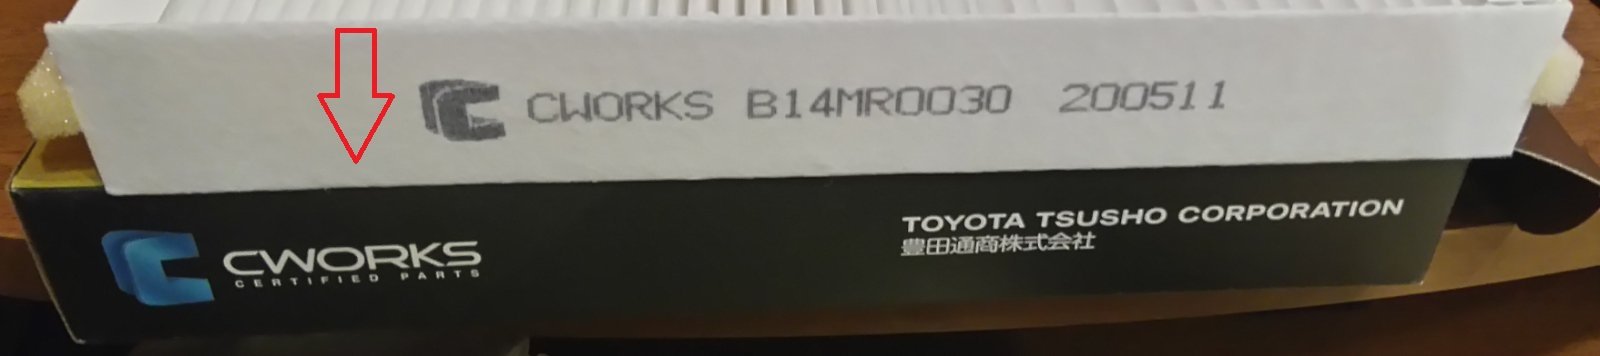 CWORKS B14MR0030 200511
CWORKS
CERTIFIED PARTS
TOYOTA TSUSHO CORPORATION
豊田通商株式会社